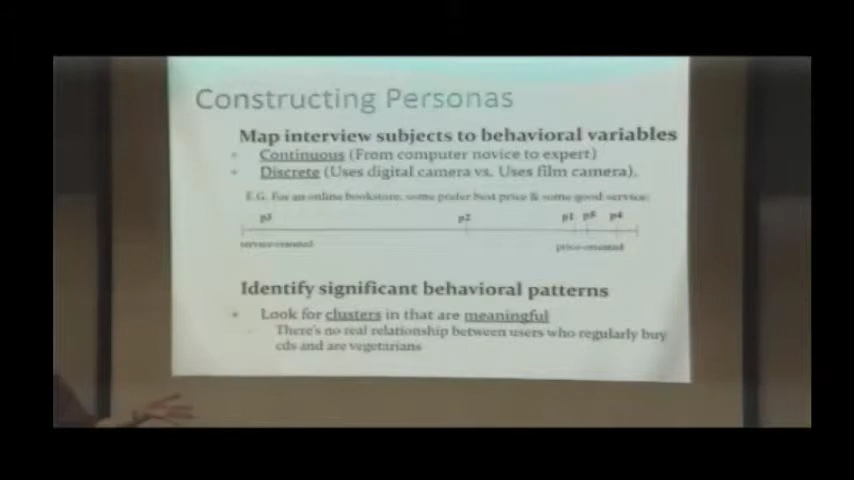 Constructing Personas
Map interview subjects to behavioral variables
Continuous (From computer novice to expert)
Discrete (Uses digital camera vs. Uses film camera).
E.G. For an online bookstore, some prefer best price & some good service:
p3 p2 p1 p5 p4
service-oriented price-oriented
Identify significant behavioral patterns
Look for clusters in that are meaningful
There's no real relationship between users who regularly buy
cds and are vegetarians